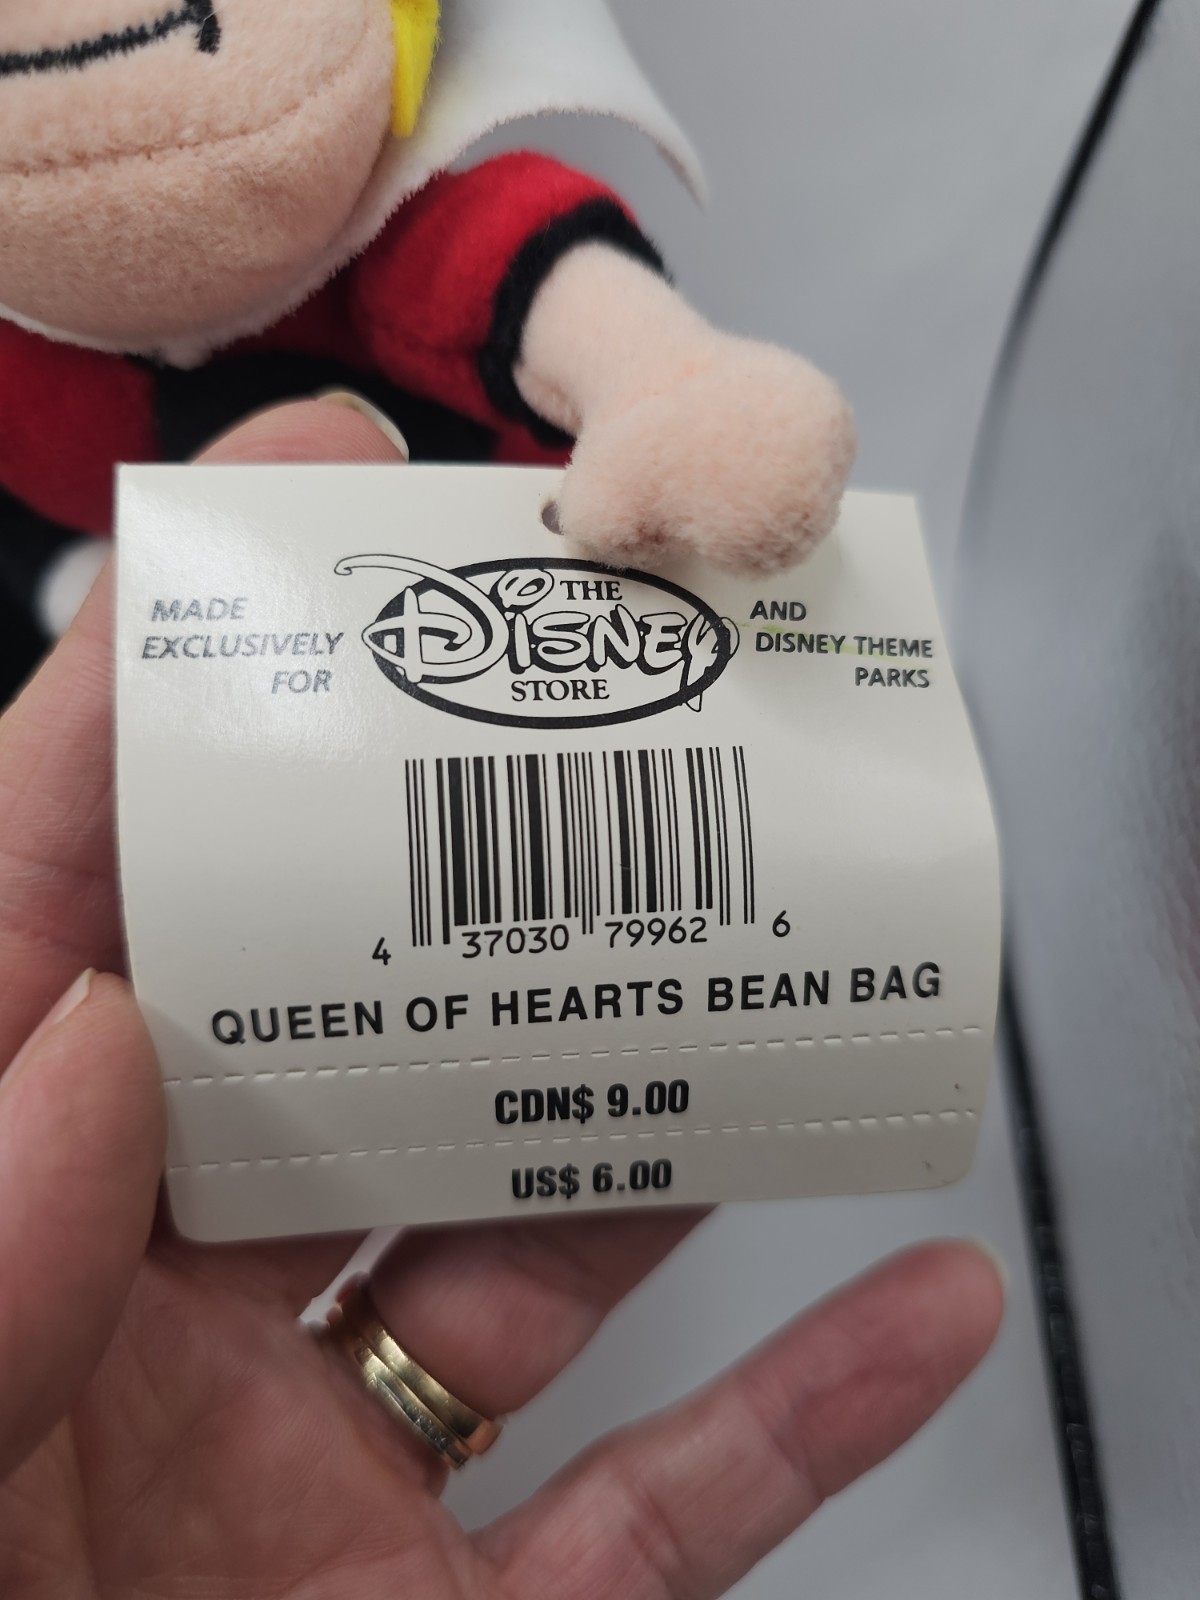 MADE
EXCLUSIVELY
FOR
THE
DISNEY
STORE
AND
DISNEY THEME
PARKS
4 37030 79962 6
QUEEN OF HEARTS BEAN BAG
CDN$ 9.00
US$ 6.00